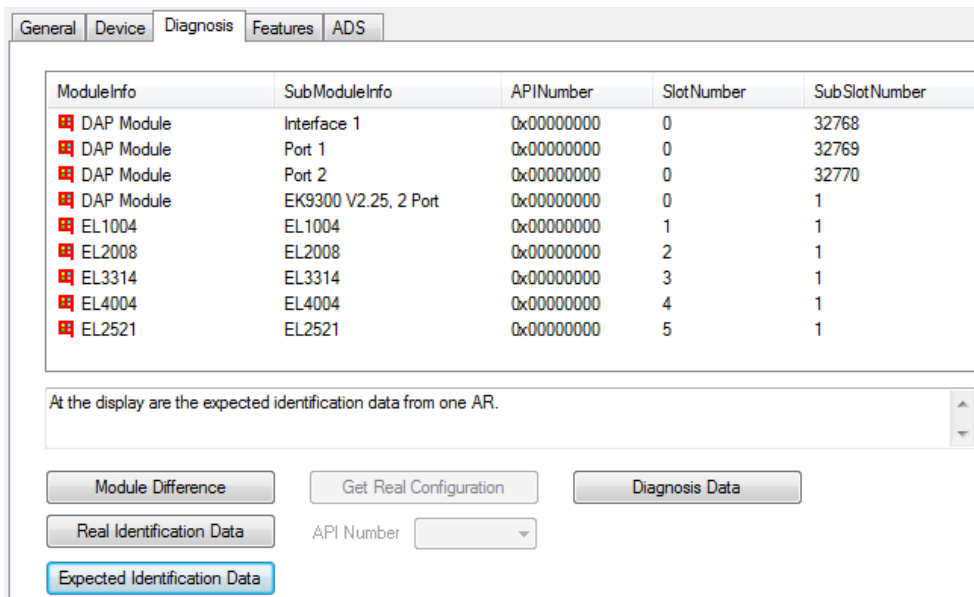 General Device Diagnosis Features ADS
ModuleInfo SubModuleInfo APINumber SlotNumber SubSlotNumber
DAP Module Interface 1 0x00000000 0 32768
DAP Module Port 1 0x00000000 0 32769
DAP Module Port 2 0x00000000 0 32770
DAP Module EK9300 V2.25, 2 Port 0x00000000 0 1
EL1004 EL1004 0x00000000 1 1
EL2008 EL2008 0x00000000 2 1
EL3314 EL3314 0x00000000 3 1
EL4004 EL4004 0x00000000 4 1
EL2521 EL2521 0x00000000 5 1
At the display are the expected identification data from one AR.
Module Difference Get Real Configuration Diagnosis Data
Real Identification Data API Number
Expected Identification Data